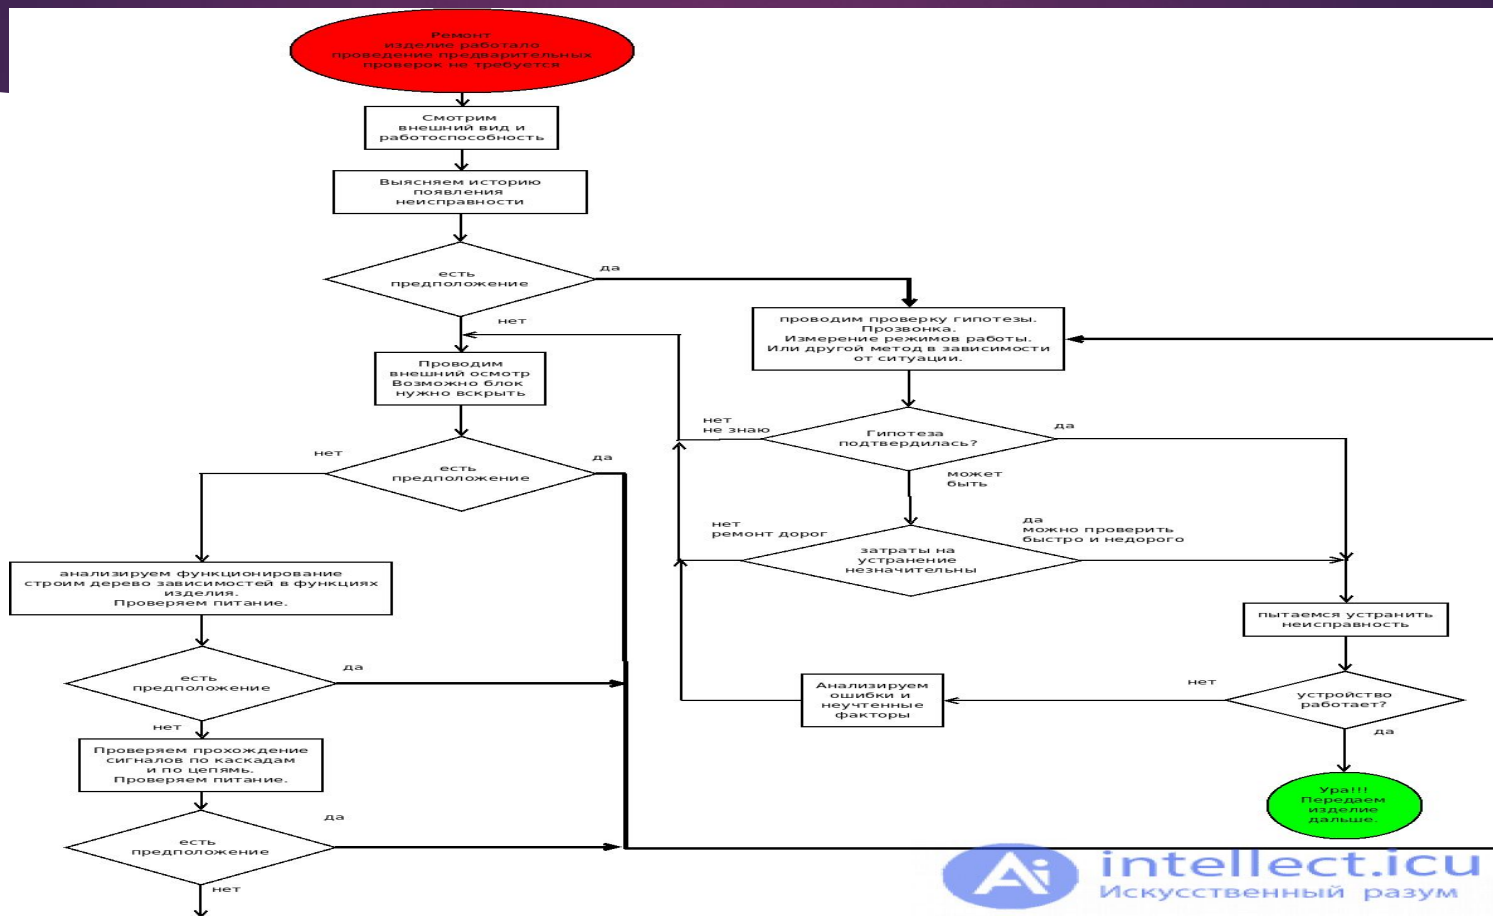 Ремонт
изделие работало
проведение предварительных
проверок не требуется
Смотрим
внешний вид и
работоспособность
Выясняем историю
появления
неисправности
есть
предположение
да
нет
проводим проверку гипотезы.
Прозвонка.
Измерение режимов работы.
Или другой метод в зависимости
от ситуации.
Проводим
внешний осмотр
Возможно блок
нужно вскрыть
нет
не знаю
Гипотеза
подтвердилась?
да
может
быть
нет
есть
предположение
да
нет
ремонт дорог
затраты на
устранение
незначительны
да
можно проверить
быстро и недорого
анализируем функционирование
строим дерево зависимостей в функциях
изделия.
Проверяем питание.
пытаемся устранить
неисправность
есть
предположение
да
нет
Анализируем
ошибки и
неучтенные
факторы
нет
устройство
работает?
да
Проверяем прохождение
сигналов по каскадам
и по цепямь.
Проверяем питание.
Ура!!!
Передаем
изделие
дальше.
есть
предположение
да
нет
Ai
intellect.icu
Искусственный разум